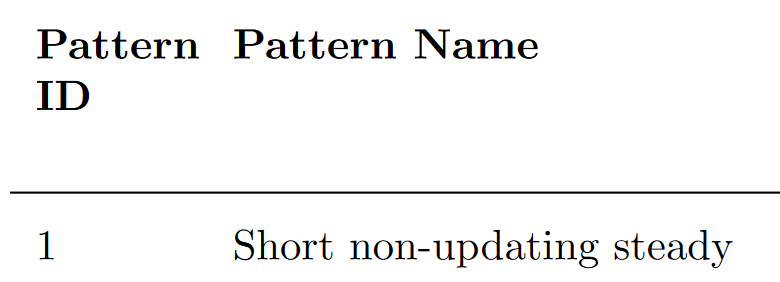 Pattern Pattern Name
ID
1 Short non-updating steady